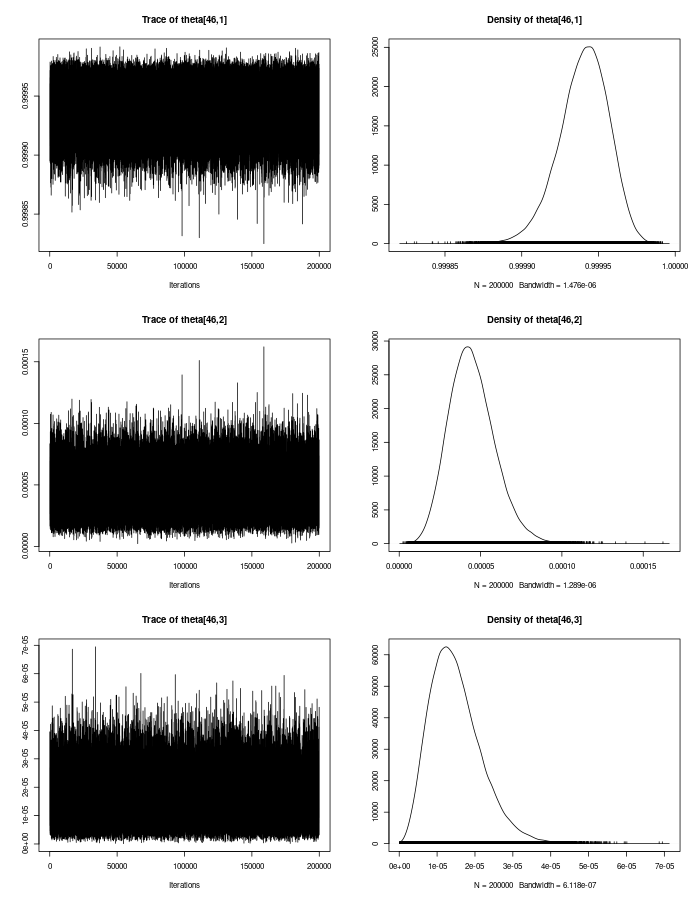 Trace of theta[46,1]
0.99985 0.99990 0.99995
0 50000 100000 150000 200000
Iterations
Density of theta[46,1]
0 5000 10000 15000 20000 25000
0.99985 0.99990 0.99995 1.00000
N = 200000 Bandwidth = 1.476e-06
Trace of theta[46,2]
0.00000 0.00005 0.00010 0.00015
0 50000 100000 150000 200000
Iterations
Density of theta[46,2]
0 5000 10000 15000 20000 25000 30000
0.00000 0.00005 0.00010 0.00015
N = 200000 Bandwidth = 1.289e-06
Trace of theta[46,3]
0e+00 1e-05 2e-05 3e-05 4e-05 5e-05 6e-05 7e-05
0 50000 100000 150000 200000
Iterations
Density of theta[46,3]
0 10000 20000 30000 40000 50000 60000
0e+00 1e-05 2e-05 3e-05 4e-05 5e-05 6e-05 7e-05
N = 200000 Bandwidth = 6.118e-07